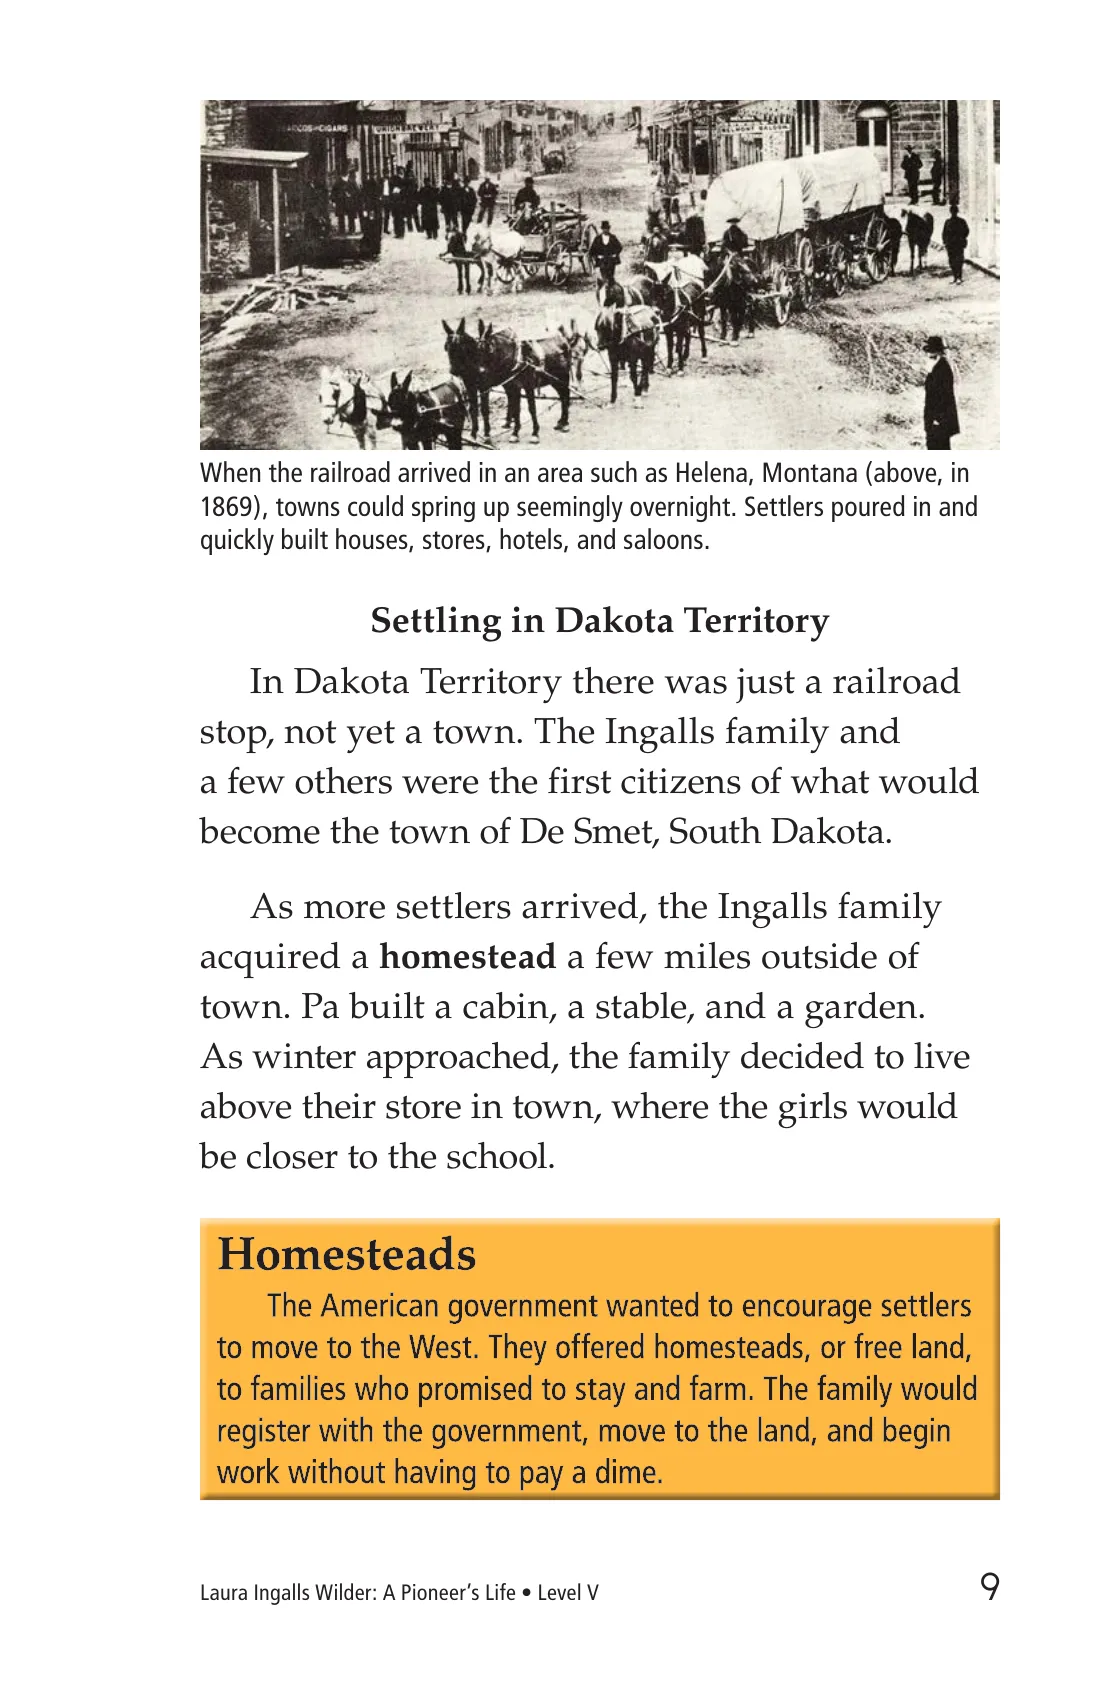 When the railroad arrived in an area such as Helena, Montana (above, in
1869), towns could spring up seemingly overnight. Settlers poured in and
quickly built houses, stores, hotels, and saloons.
Settling in Dakota Territory
In Dakota Territory there was just a railroad
stop, not yet a town. The Ingalls family and
a few others were the first citizens of what would
become the town of De Smet, South Dakota.
As more settlers arrived, the Ingalls family
acquired a homestead a few miles outside of
town. Pa built a cabin, a stable, and a garden.
As winter approached, the family decided to live
above their store in town, where the girls would
be closer to the school.
Homesteads
The American government wanted to encourage settlers
to move to the West. They offered homesteads, or free land,
to families who promised to stay and farm. The family would
register with the government, move to the land, and begin
work without having to pay a dime.
Laura Ingalls Wilder: A Pioneer’s Life • Level V 9